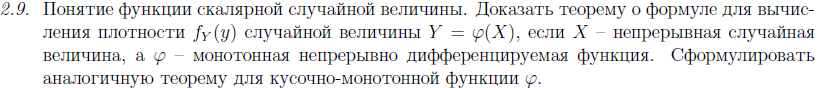 2.9. Понятие функции скалярной случайной величины. Доказать теорему о формуле для вычис-
ления плотности f_Y(y) случайной величины Y = φ(X), если X – непрерывная случайная
величина, а φ – монотонная непрерывно дифференцируемая функция. Сформулировать
аналогичную теорему для кусочно-монотонной функции φ.